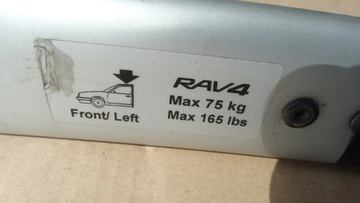 Front/ Left
RAV4
Max 75 kg
Max 165 lbs